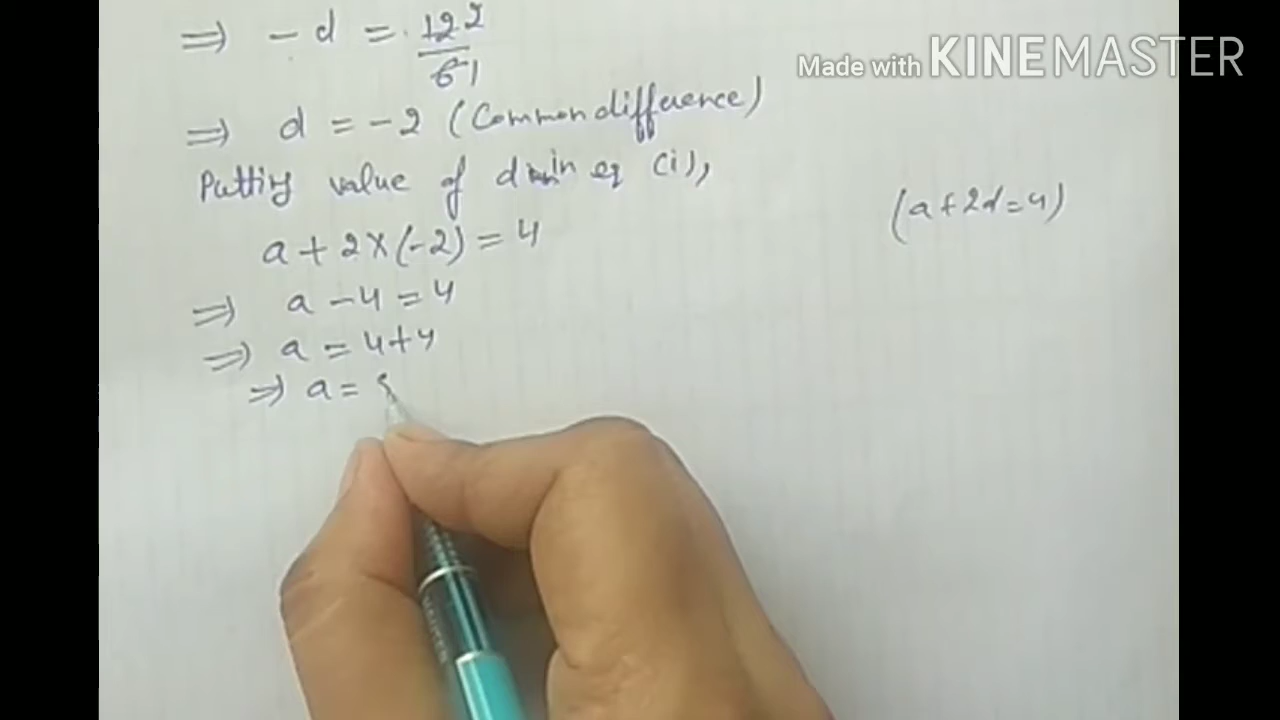 Made with KINEMASTER
⇒ -d = 12²/6₁
⇒ d = -2 (Common difference)
Putting value of d in eq (i),
(a+2d=4)
a + 2×(-2) = 4
⇒ a - 4 = 4
⇒ a = 4+4
⇒ a =